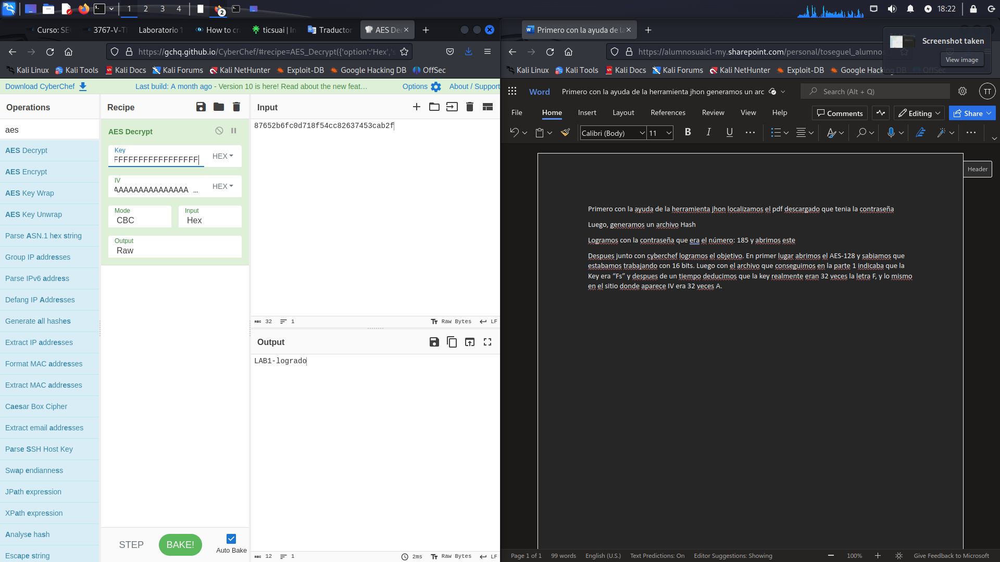 1 2 3 4 2 18:22
Curso: SE 3767-V-T Laboratorio 1 How to cr ticsuai | In Traductor AES De
https://gchq.github.io/CyberChef/#recipe=AES_Decrypt({'option':'Hex','s
Kali Linux Kali Tools Kali Docs Kali Forums Kali NetHunter Exploit-DB Google Hacking DB OffSec
Download CyberChef Last build: A month ago - Version 10 is here! Read about the new feat… Options About / Support
Operations
aes
AES Decrypt
AES Encrypt
AES Key Wrap
AES Key Unwrap
Parse ASN.1 hex string
Group IP addresses
Parse IPv6 address
Defang IP Addresses
Generate all hashes
Extract IP addresses
Format MAC addresses
Extract MAC addresses
Caesar Box Cipher
Extract email addresses
Parse SSH Host Key
Swap endianness
JPath expression
XPath expression
Analyse hash
Escape string
Recipe
AES Decrypt
Key
FFFFFFFFFFFFFFFFF HEX
IV
AAAAAAAAAAAAAAA … HEX
Mode Input
CBC Hex
Output
Raw
STEP BAKE! Auto Bake
Input
87652b6fc0d718f54cc82637453cab2f
ABC 32 1 Raw Bytes LF
Output
LAB1-logrado
ABC 12 1 2ms Raw Bytes LF
Primero con la ayuda de la
Screenshot taken
View image
https://alumnosuaicl-my.sharepoint.com/personal/toseguel_alumnos_
Kali Linux Kali Tools Kali Docs Kali Forums Kali NetHunter Exploit-DB Google Hacking DB OffSec
Word Primero con la ayuda de la herramienta jhon generamos un arc Search (Alt + Q) TT
File Home Insert Layout References Review View Help Comments Editing Share
Calibri (Body) 11 B I U
Header
Primero con la ayuda de la herramienta jhon localizamos el pdf descargado que tenia la contraseña
Luego, generamos un archivo Hash
Logramos con la contraseña que era el número: 185 y abrimos este
Despues junto con cyberchef logramos el objetivo. En primer lugar abrimos el AES-128 y sabiamos que
estabamos trabajando con 16 bits. Luego con el archivo que conseguimos en la parte 1 indicaba que la
Key era “Fs” y despues de un tiempo deducimos que la key realmente eran 32 veces la letra F, y lo mismo
en el sitio donde aparece IV era 32 veces A.
Page 1 of 1 99 words English (U.S.) Text Predictions: On Editor Suggestions: Showing 100% Give Feedback to Microsoft